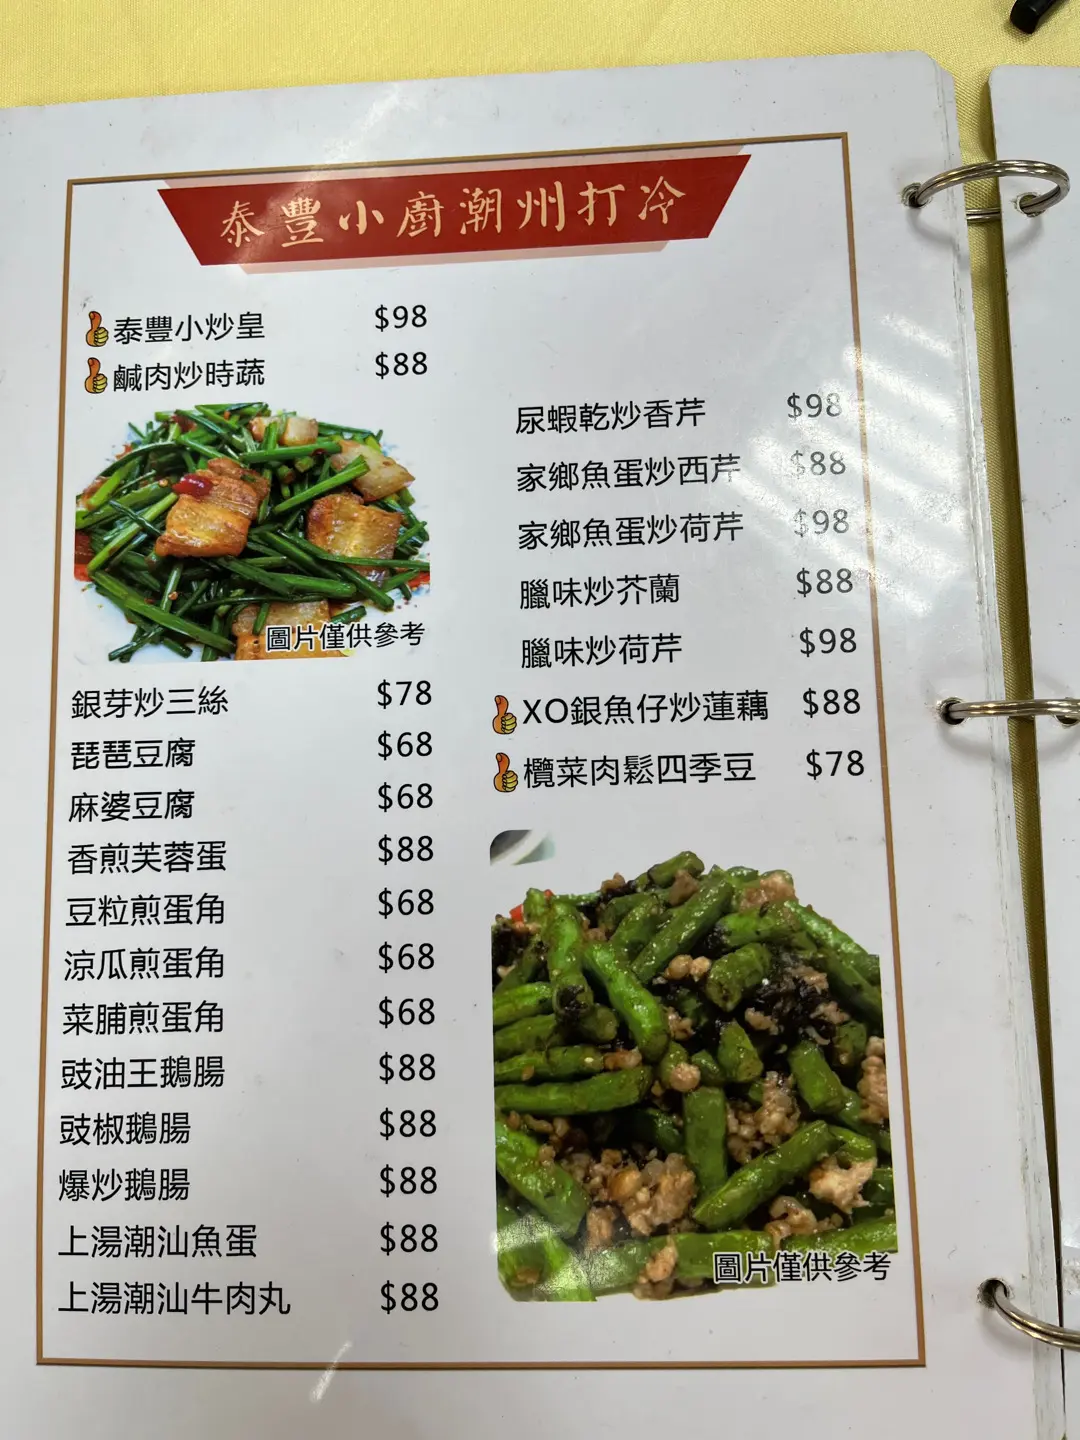 泰豐小廚潮州打冷
泰豐小炒皇 $98
鹹肉炒時蔬 $88
圖片僅供參考
銀芽炒三絲 $78
琵琶豆腐 $68
麻婆豆腐 $68
香煎芙蓉蛋 $88
豆粒煎蛋角 $68
涼瓜煎蛋角 $68
菜脯煎蛋角 $68
豉油王鵝腸 $88
豉椒鵝腸 $88
爆炒鵝腸 $88
上湯潮汕魚蛋 $88
上湯潮汕牛肉丸 $88
尿蝦乾炒香芹 $98
家鄉魚蛋炒西芹 $88
家鄉魚蛋炒荷芹 $98
臘味炒芥蘭 $88
臘味炒荷芹 $98
XO銀魚仔炒蓮藕 $88
欖菜肉鬆四季豆 $78
圖片僅供參考